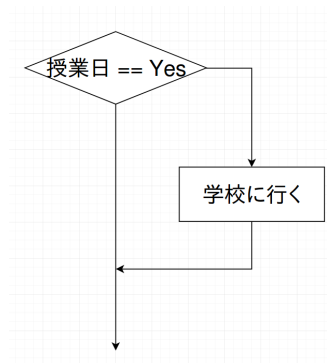 授業日 == Yes
学校に行く